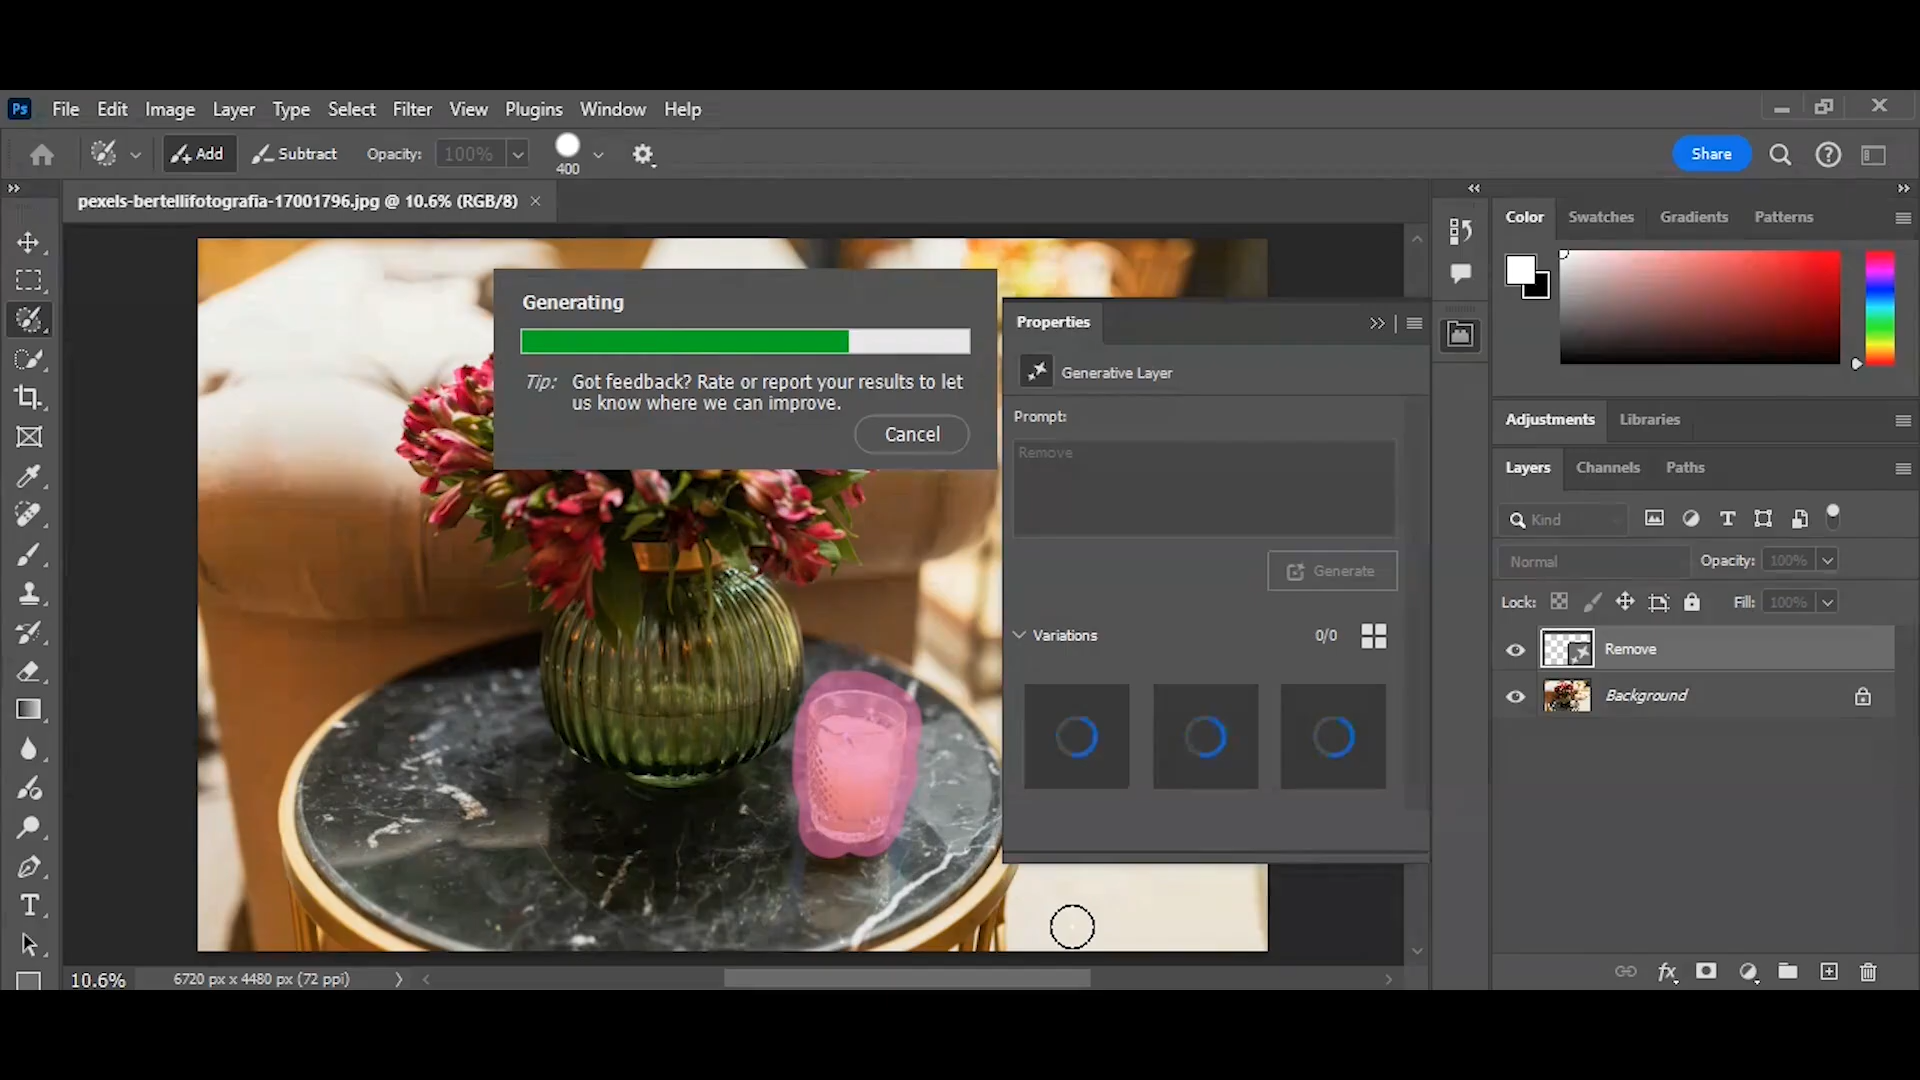 Ps File Edit Image Layer Type Select Filter View Plugins Window Help
Add Subtract Opacity: 100% 400 Share
pexels-bertellifotografia-17001796.jpg @ 10.6% (RGB/8)
Color Swatches Gradients Patterns
Generating
Tip: Got feedback? Rate or report your results to let
us know where we can improve.
Cancel
Properties
Generative Layer
Prompt:
Remove
Generate
Variations 0/0
Adjustments Libraries
Layers Channels Paths
Kind
Normal Opacity: 100%
Lock: Fill: 100%
Remove
Background
10.6% 6720 px x 4480 px (72 ppi)
fx